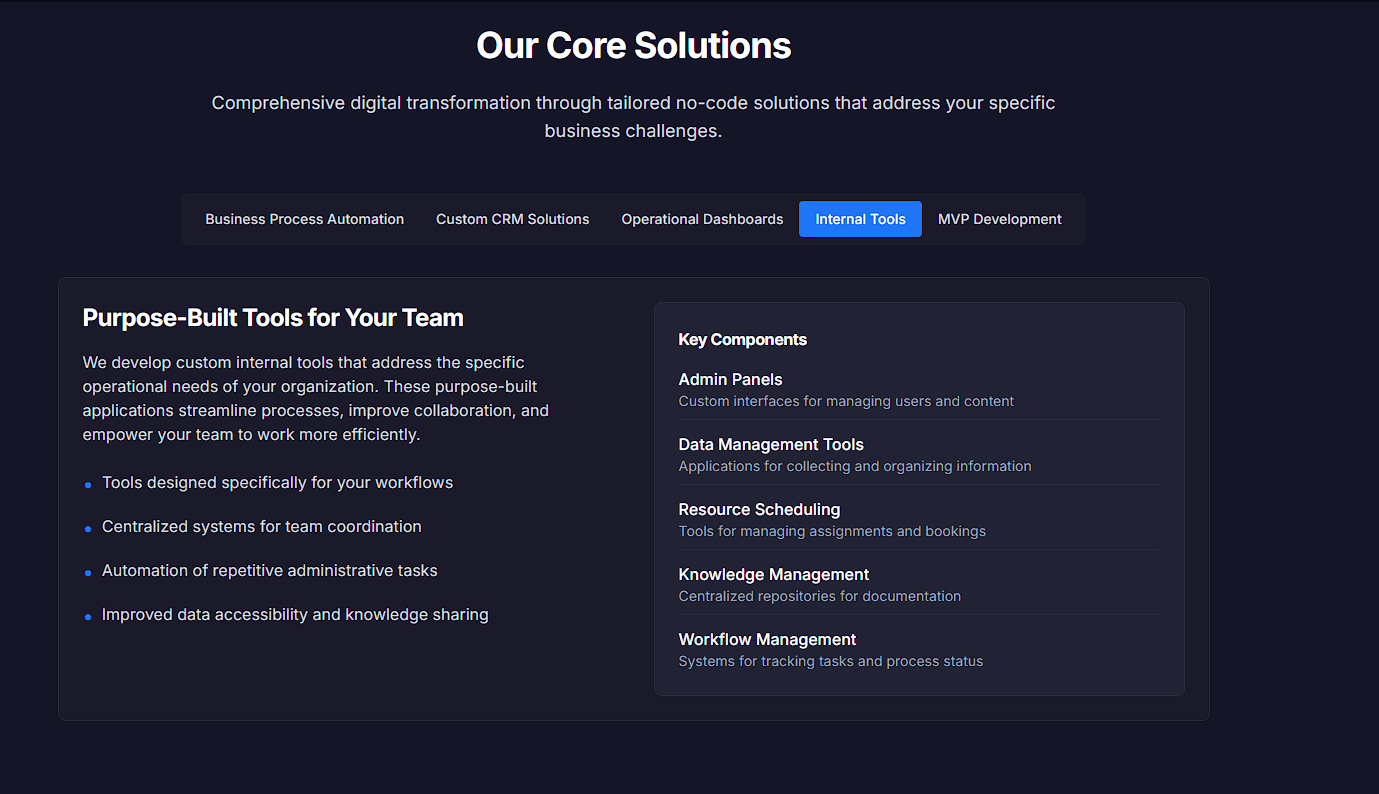 Our Core Solutions
Comprehensive digital transformation through tailored no-code solutions that address your specific
business challenges.
Business Process Automation
Custom CRM Solutions
Operational Dashboards
Internal Tools
MVP Development
Purpose-Built Tools for Your Team
We develop custom internal tools that address the specific
operational needs of your organization. These purpose-built
applications streamline processes, improve collaboration, and
empower your team to work more efficiently.
Tools designed specifically for your workflows
Centralized systems for team coordination
Automation of repetitive administrative tasks
Improved data accessibility and knowledge sharing
Key Components
Admin Panels
Custom interfaces for managing users and content
Data Management Tools
Applications for collecting and organizing information
Resource Scheduling
Tools for managing assignments and bookings
Knowledge Management
Centralized repositories for documentation
Workflow Management
Systems for tracking tasks and process status